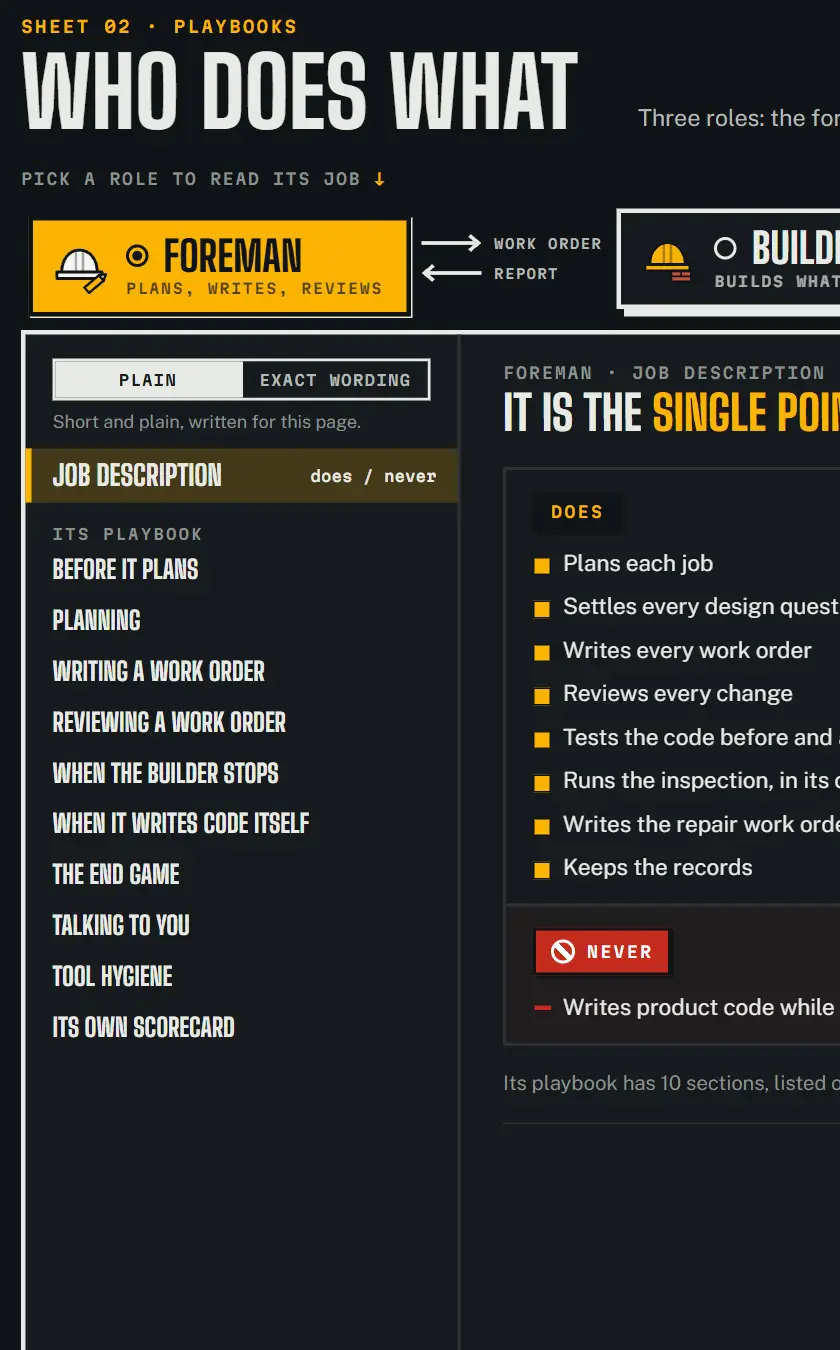 SHEET 02 · PLAYBOOKS
WHO DOES WHAT
Three roles: the
PICK A ROLE TO READ ITS JOB ↓
FOREMAN
PLANS, WRITES, REVIEWS
WORK ORDER
REPORT
BUILDS WHAT
PLAIN
EXACT WORDING
Short and plain, written for this page.
JOB DESCRIPTION
does / never
ITS PLAYBOOK
BEFORE IT PLANS
PLANNING
WRITING A WORK ORDER
REVIEWING A WORK ORDER
WHEN THE BUILDER STOPS
WHEN IT WRITES CODE ITSELF
THE END GAME
TALKING TO YOU
TOOL HYGIENE
ITS OWN SCORECARD
FOREMAN · JOB DESCRIPTION
IT IS THE SINGLE
DOES
Plans each job
Settles every design
Writes every work order
Reviews every change
Tests the code before and
Runs the inspection, in its
Writes the repair work
Keeps the records
NEVER
Writes product code while
Its playbook has 10 sections, listed